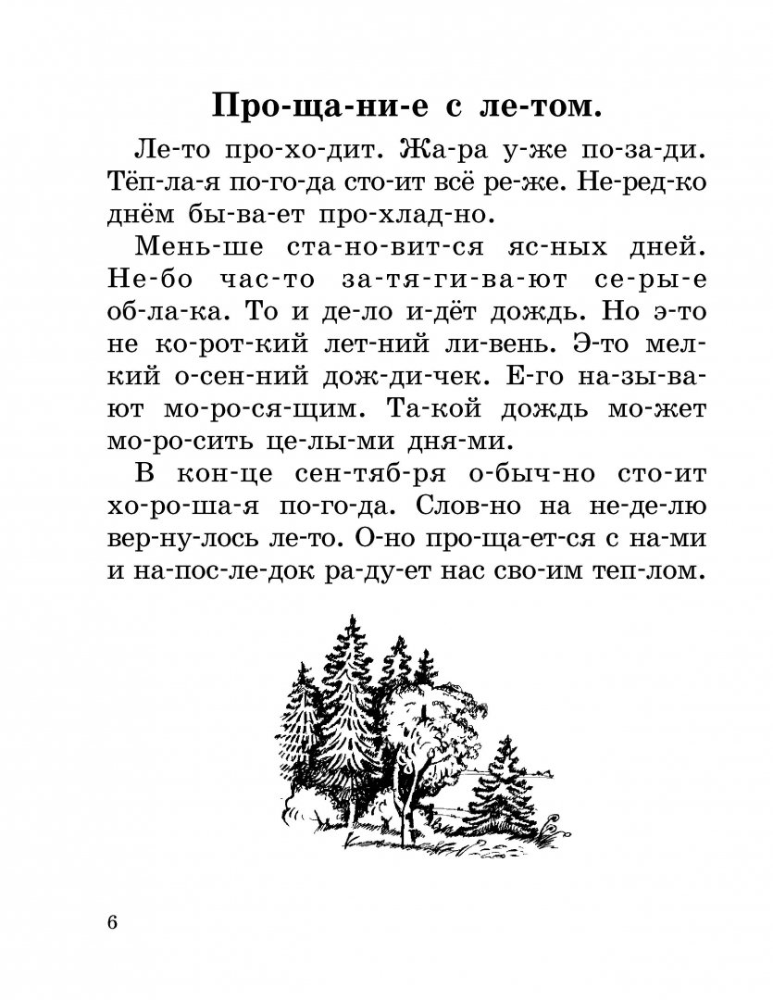 Про-ща-ни-е с ле-том.
Ле-то про-хо-дит. Жа-ра у-же по-за-ди.
Тёп-ла-я по-го-да сто-ит всё ре-же. Не-ред-ко
днём бы-ва-ет про-хлад-но.
Мень-ше ста-но-вит-ся яс-ных дней.
Не-бо час-то за-тя-ги-ва-ют се-ры-е
об-ла-ка. То и де-ло и-дёт дождь. Но э-то
не ко-рот-кий лет-ний ли-вень. Э-то мел-
кий о-сен-ний дож-ди-чек. Е-го на-зы-ва-
ют мо-ро-ся-щим. Та-кой дождь мо-жет
мо-ро-сить це-лы-ми дня-ми.
В кон-це сен-тяб-ря о-быч-но сто-ит
хо-ро-ша-я по-го-да. Слов-но на не-де-лю
вер-ну-лось ле-то. О-но про-ща-ет-ся с на-ми
и на-пос-ле-док ра-ду-ет нас сво-им теп-лом.
6